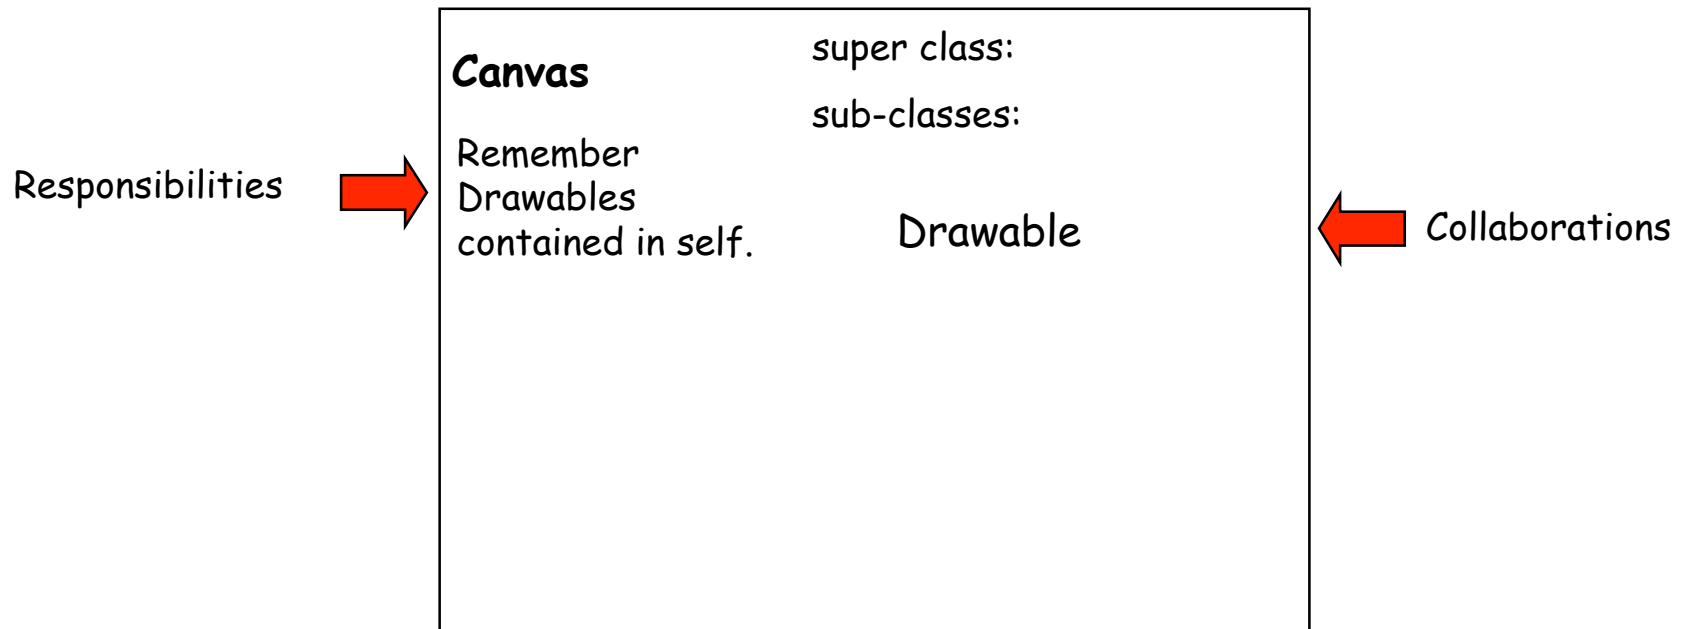 Canvas
super class:
sub-classes:
Responsibilities
Remember
Drawables
contained in self.
Drawable
Collaborations